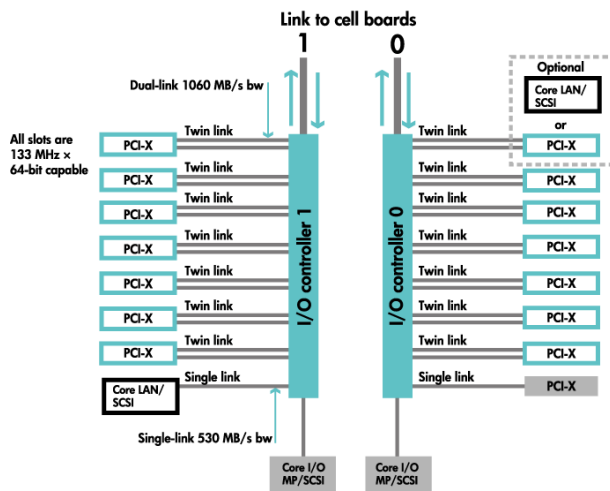 Link to cell boards
1
0
Dual-link 1060 MB/s bw
Optional
Core LAN/
SCSI
or
All slots are
133 MHz ×
64-bit capable
PCI-X
Twin link
Twin link
PCI-X
PCI-X
Twin link
Twin link
PCI-X
PCI-X
Twin link
Twin link
PCI-X
PCI-X
Twin link
Twin link
PCI-X
PCI-X
Twin link
Twin link
PCI-X
PCI-X
Twin link
Twin link
PCI-X
PCI-X
Twin link
Twin link
PCI-X
I/O controller 1
I/O controller 0
Core LAN/
SCSI
Single link
Single link
PCI-X
Single-link 530 MB/s bw
Core I/O
MP/SCSI
Core I/O
MP/SCSI